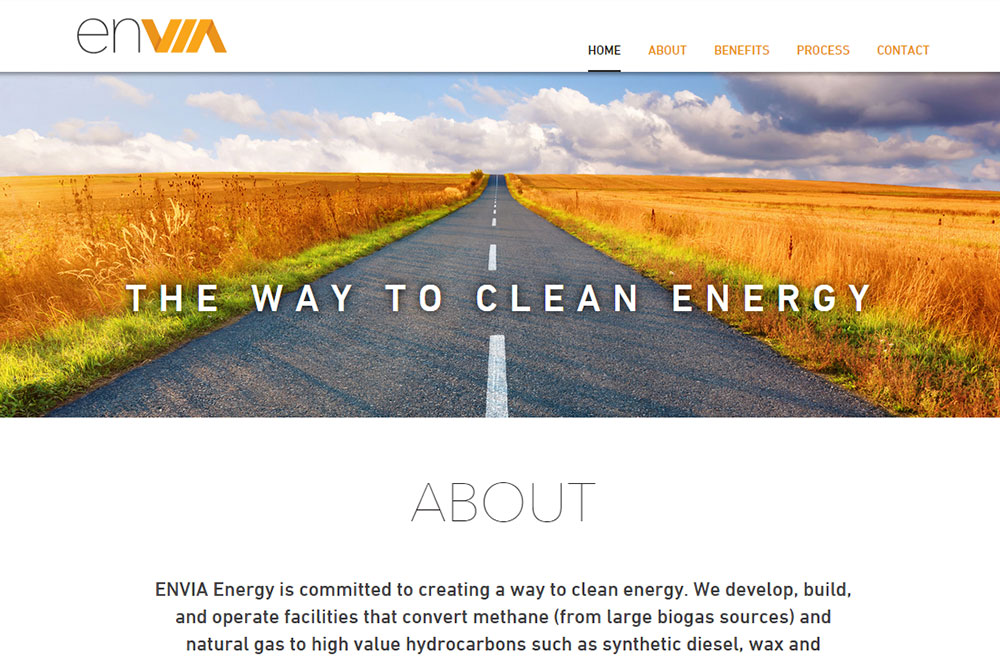 enVIA
HOME ABOUT BENEFITS PROCESS CONTACT
THE WAY TO CLEAN ENERGY
ABOUT
ENVIA Energy is committed to creating a way to clean energy. We develop, build,
and operate facilities that convert methane (from large biogas sources) and
natural gas to high value hydrocarbons such as synthetic diesel, wax and